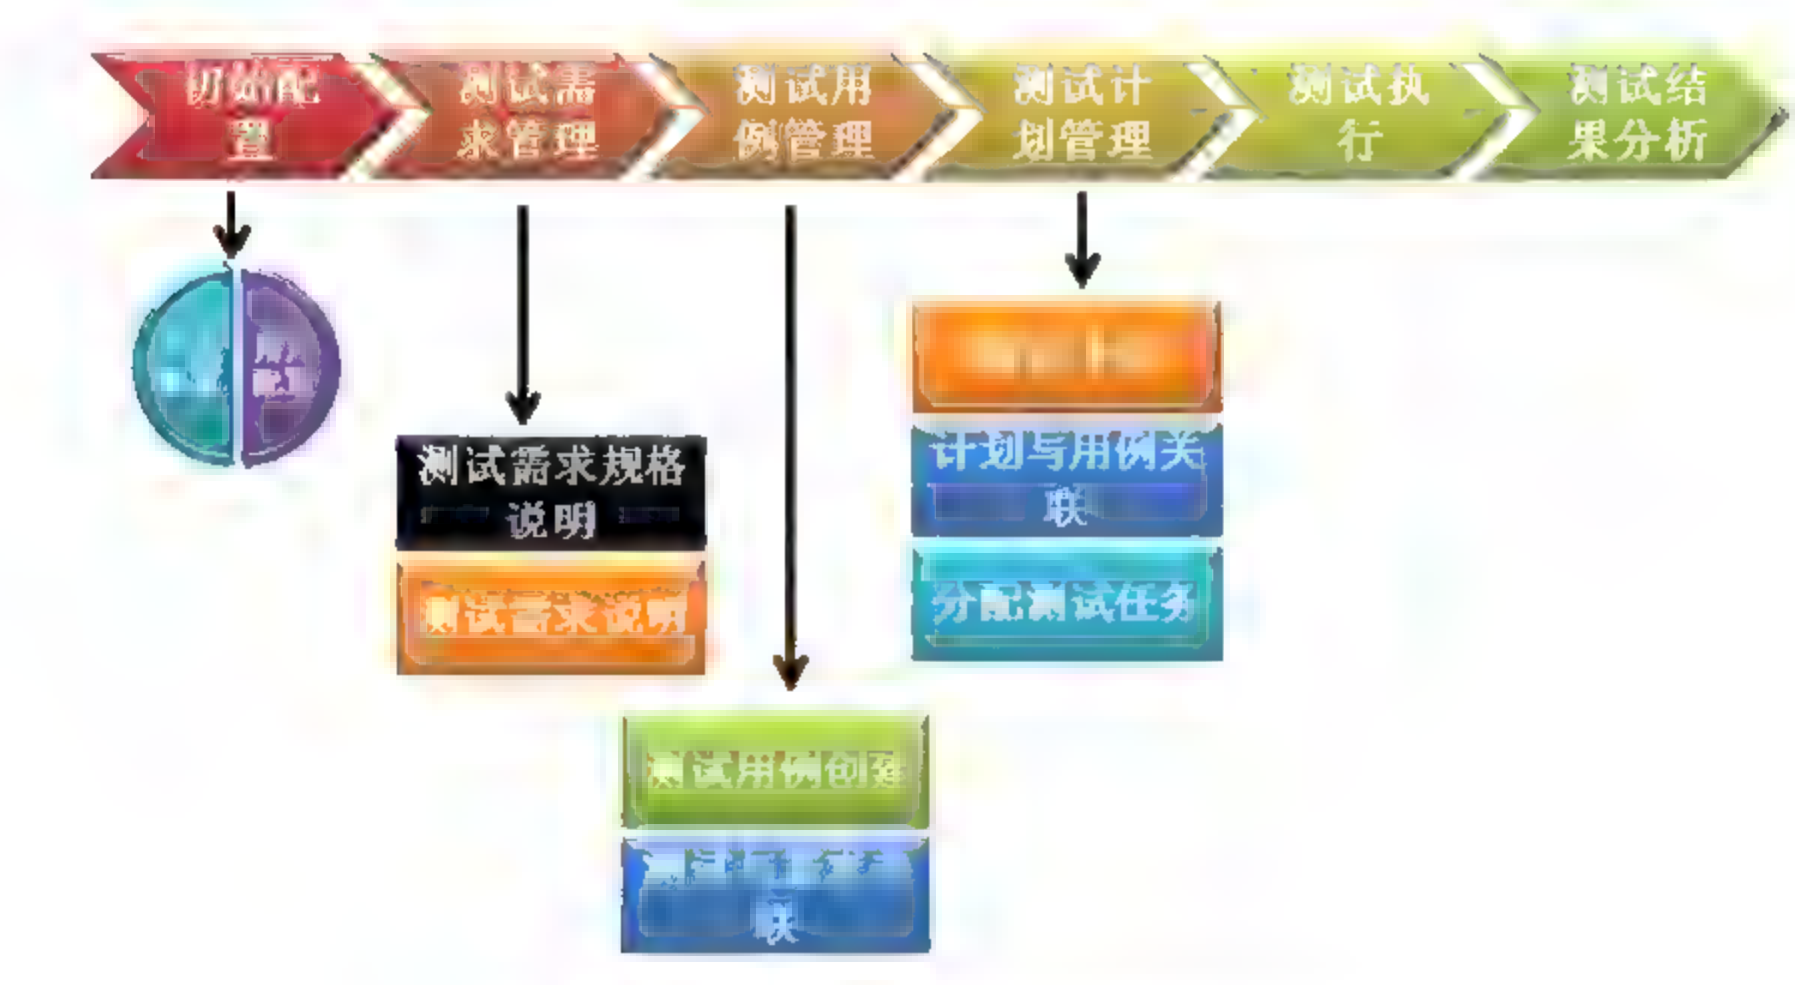 初始配
置
测试需
求管理
测试用
例管理
测试计
划管理
测试执
行
测试结
果分析
测试需求规格
说明
测试需求说明
计划与用例关
联
分配测试任务
测试用例创建
联